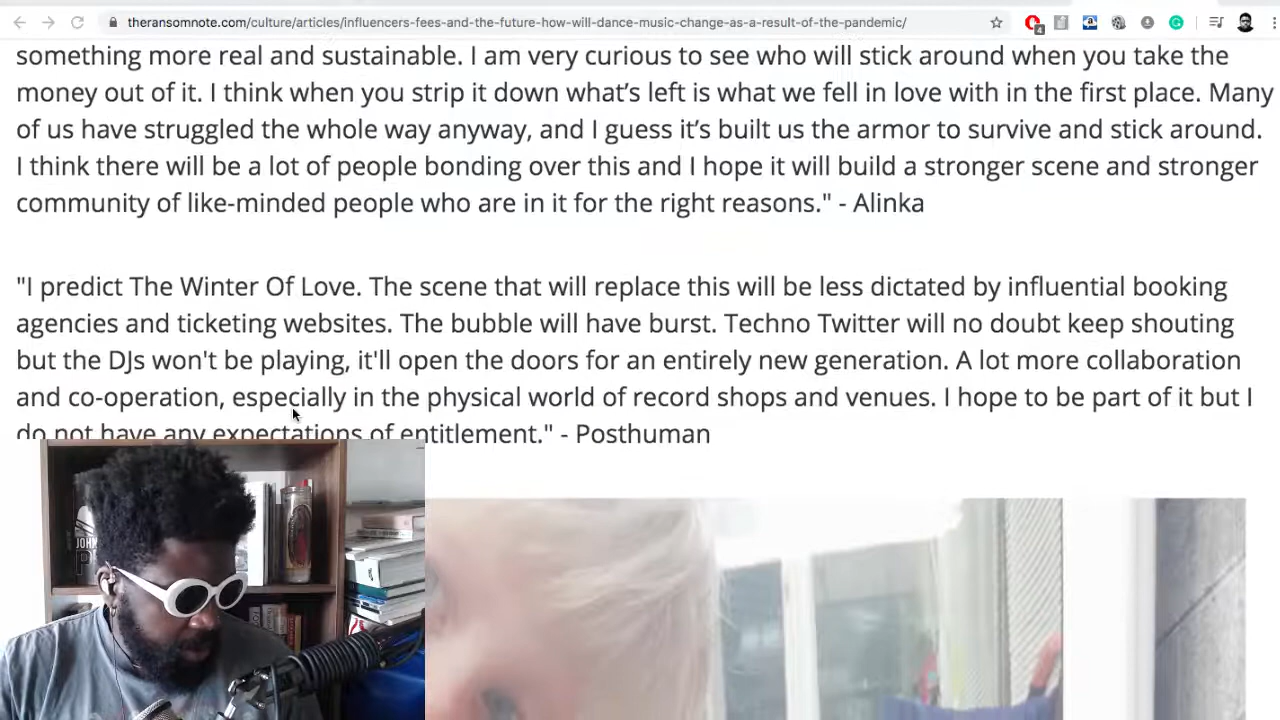 theransomnote.com/culture/articles/influencers-fees-and-the-future-how-will-dance-music-change-as-a-result-of-the-pandemic/
4
something more real and sustainable. I am very curious to see who will stick around when you take the
money out of it. I think when you strip it down what's left is what we fell in love with in the first place. Many
of us have struggled the whole way anyway, and I guess it's built us the armor to survive and stick around.
I think there will be a lot of people bonding over this and I hope it will build a stronger scene and stronger
community of like-minded people who are in it for the right reasons." - Alinka
"I predict The Winter Of Love. The scene that will replace this will be less dictated by influential booking
agencies and ticketing websites. The bubble will have burst. Techno Twitter will no doubt keep shouting
but the DJs won't be playing, it'll open the doors for an entirely new generation. A lot more collaboration
and co-operation, especially in the physical world of record shops and venues. I hope to be part of it but I
do not have any expectations of entitlement." - Posthuman
JOHN